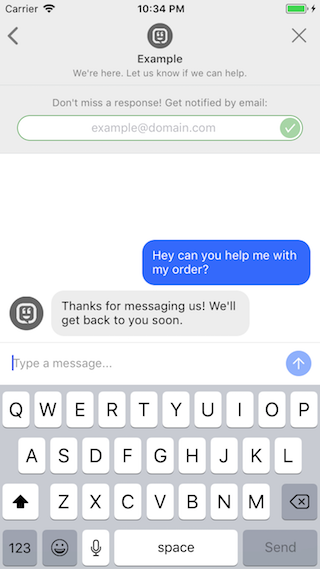 Carrier 10:34 PM
Example
We're here. Let us know if we can help.
Don't miss a response! Get notified by email:
example@domain.com
Hey can you help me with
my order?
Thanks for messaging us! We'll
get back to you soon.
Type a message...
Q W E R T Y U I O P
A S D F G H J K L
Z X C V B N M
123 space Send